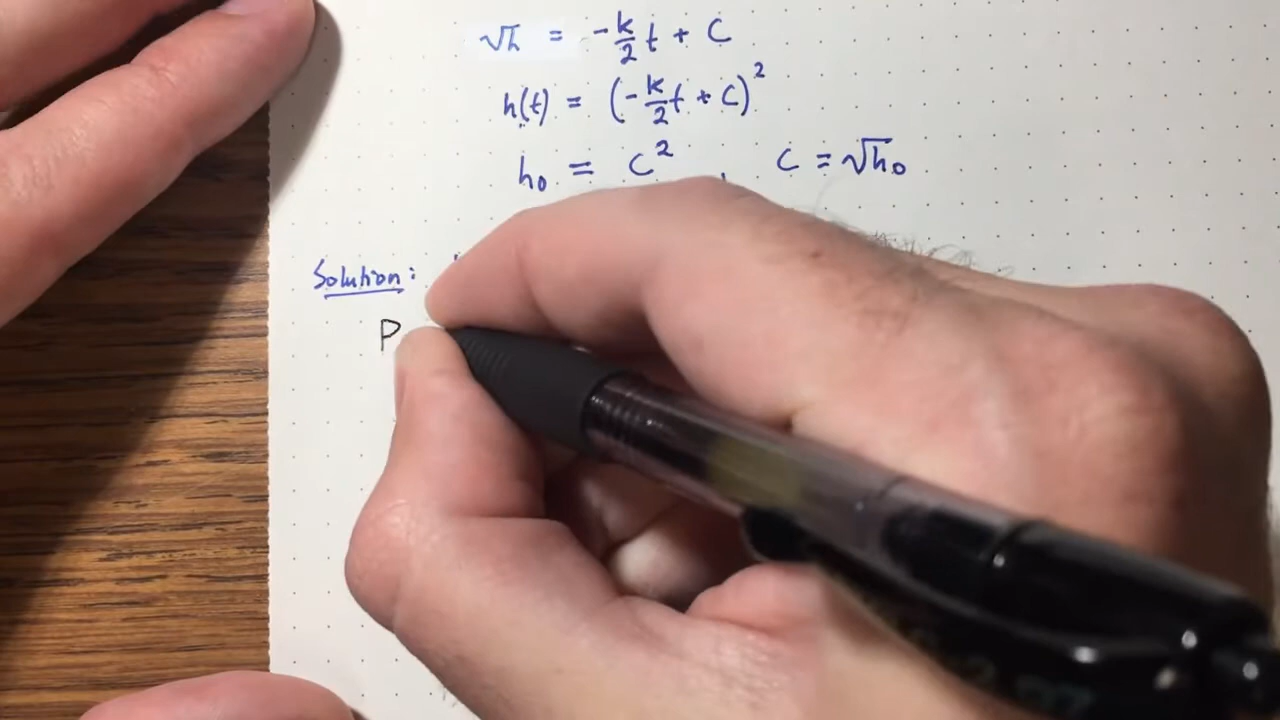 √h = -k/2 t + C
h(t) = (-k/2 t + C)²
h₀ = C² , C = √h₀
Solution:
P